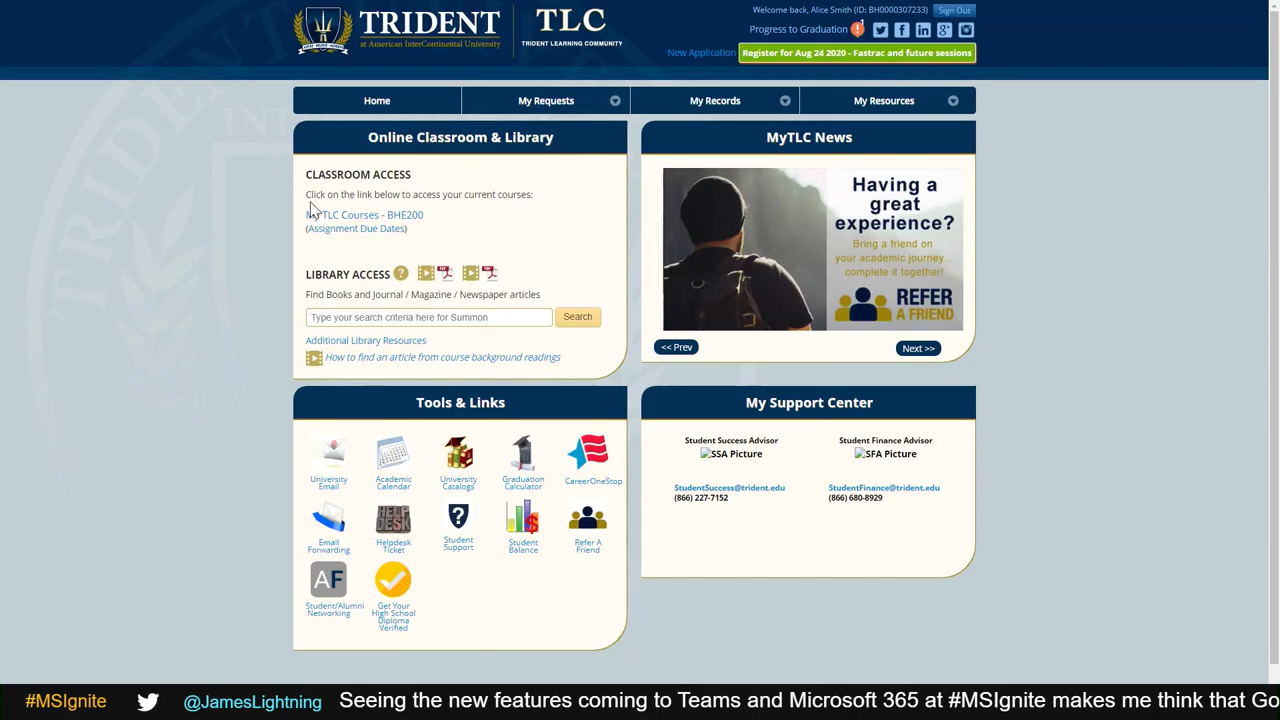 TRIDENT
at American InterContinental University
TLC
TRIDENT LEARNING COMMUNITY
Welcome back, Alice Smith (ID: BH0000307233)
Sign Out
Progress to Graduation
New Application
Register for Aug 24 2020 - Fastrac and future sessions
Home
My Requests
My Records
My Resources
Online Classroom & Library
CLASSROOM ACCESS
Click on the link below to access your current courses:
TLC Courses - BHE200
(Assignment Due Dates)
LIBRARY ACCESS
Find Books and Journal / Magazine / Newspaper articles
Type your search criteria here for Summon
Search
Additional Library Resources
How to find an article from course background readings
MyTLC News
Having a
great
experience?
Bring a friend on
your academic journey...
complete it together!
REFER
A FRIEND
<< Prev
Next >>
Tools & Links
University
Email
Academic
Calendar
University
Catalogs
Graduation
Calculator
CareerOneStop
Email
Forwarding
HELP
DESK
Helpdesk
Ticket
Student
Support
Student
Balance
Refer A
Friend
AF
Student/Alumni
Networking
Get Your
High School
Diploma
Verified
My Support Center
Student Success Advisor
SSA Picture
StudentSuccess@trident.edu
(866) 227-7152
Student Finance Advisor
SFA Picture
StudentFinance@trident.edu
(866) 680-8929
#MSIgnite
@JamesLightning
Seeing the new features coming to Teams and Microsoft 365 at #MSIgnite makes me think that Go